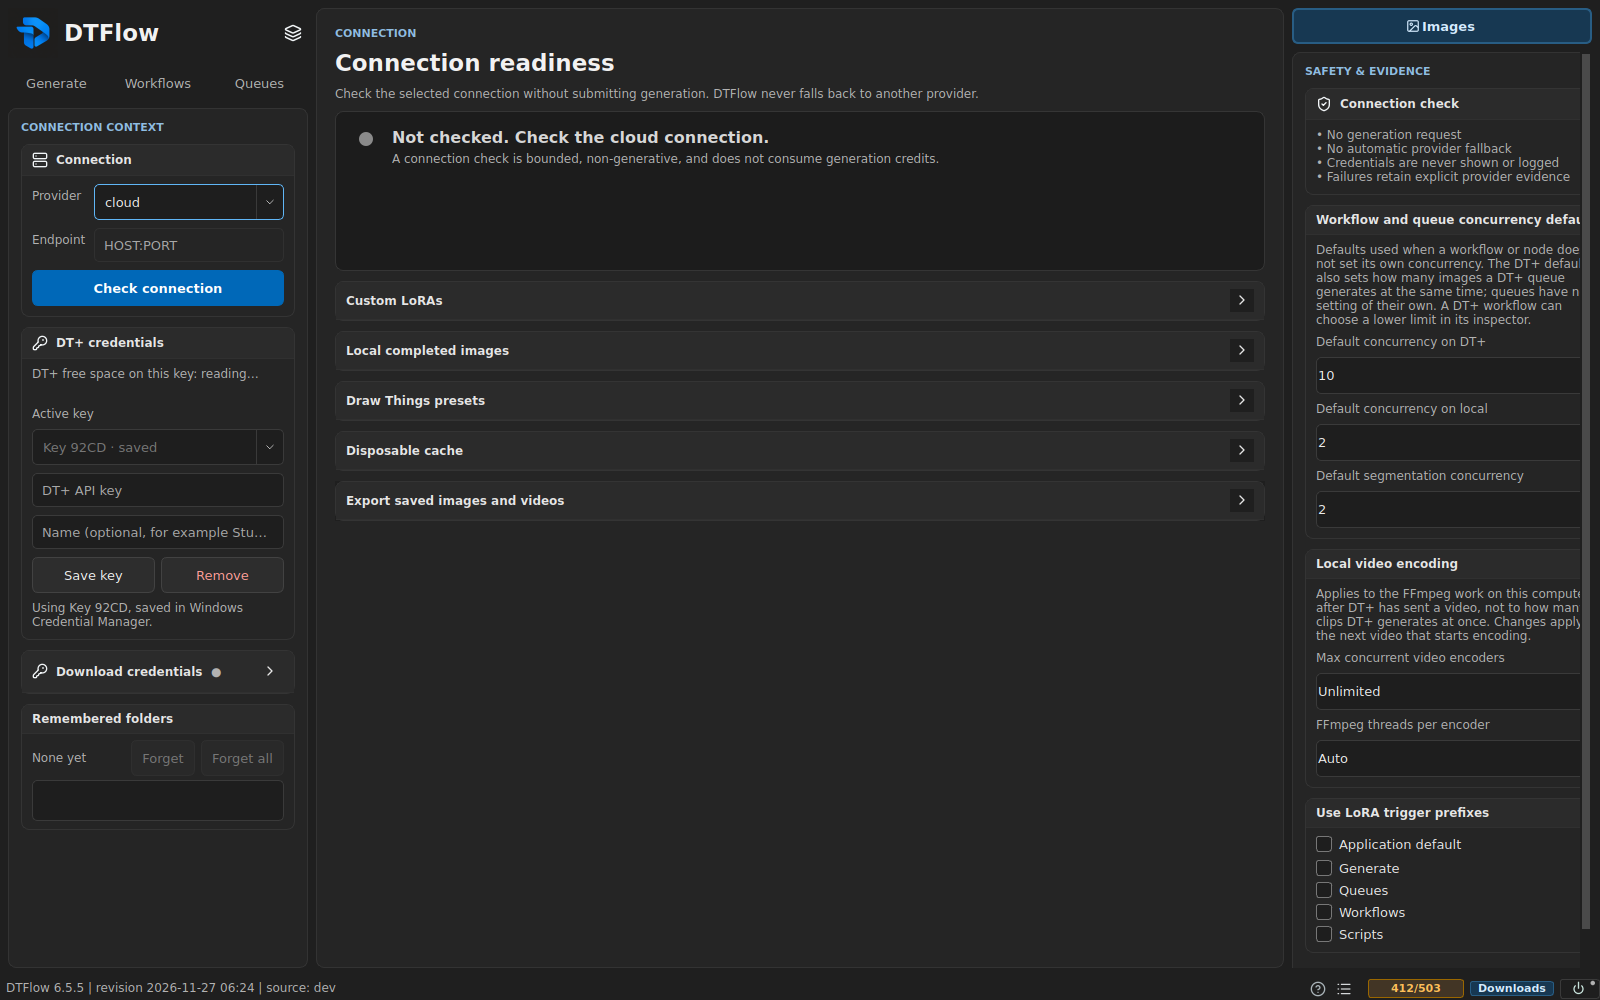 DTFlow
Generate Workflows Queues
CONNECTION CONTEXT
Connection
Provider
cloud
Endpoint
HOST:PORT
Check connection
DT+ credentials
DT+ free space on this key: reading...
Active key
Key 92CD · saved
DT+ API key
Name (optional, for example Stu...
Save key
Remove
Using Key 92CD, saved in Windows
Credential Manager.
Download credentials
Remembered folders
None yet
Forget
Forget all
CONNECTION
Connection readiness
Check the selected connection without submitting generation. DTFlow never falls back to another provider.
Not checked. Check the cloud connection.
A connection check is bounded, non-generative, and does not consume generation credits.
Custom LoRAs
Local completed images
Draw Things presets
Disposable cache
Export saved images and videos
Images
SAFETY & EVIDENCE
Connection check
• No generation request
• No automatic provider fallback
• Credentials are never shown or logged
• Failures retain explicit provider evidence
Workflow and queue concurrency defau
Defaults used when a workflow or node doe
not set its own concurrency. The DT+ defaul
also sets how many images a DT+ queue
generates at the same time; queues have n
setting of their own. A DT+ workflow can
choose a lower limit in its inspector.
Default concurrency on DT+
10
Default concurrency on local
2
Default segmentation concurrency
2
Local video encoding
Applies to the FFmpeg work on this compute
after DT+ has sent a video, not to how man
clips DT+ generates at once. Changes apply
the next video that starts encoding.
Max concurrent video encoders
Unlimited
FFmpeg threads per encoder
Auto
Use LoRA trigger prefixes
Application default
Generate
Queues
Workflows
Scripts
DTFlow 6.5.5 | revision 2026-11-27 06:24 | source: dev
412/503
Downloads